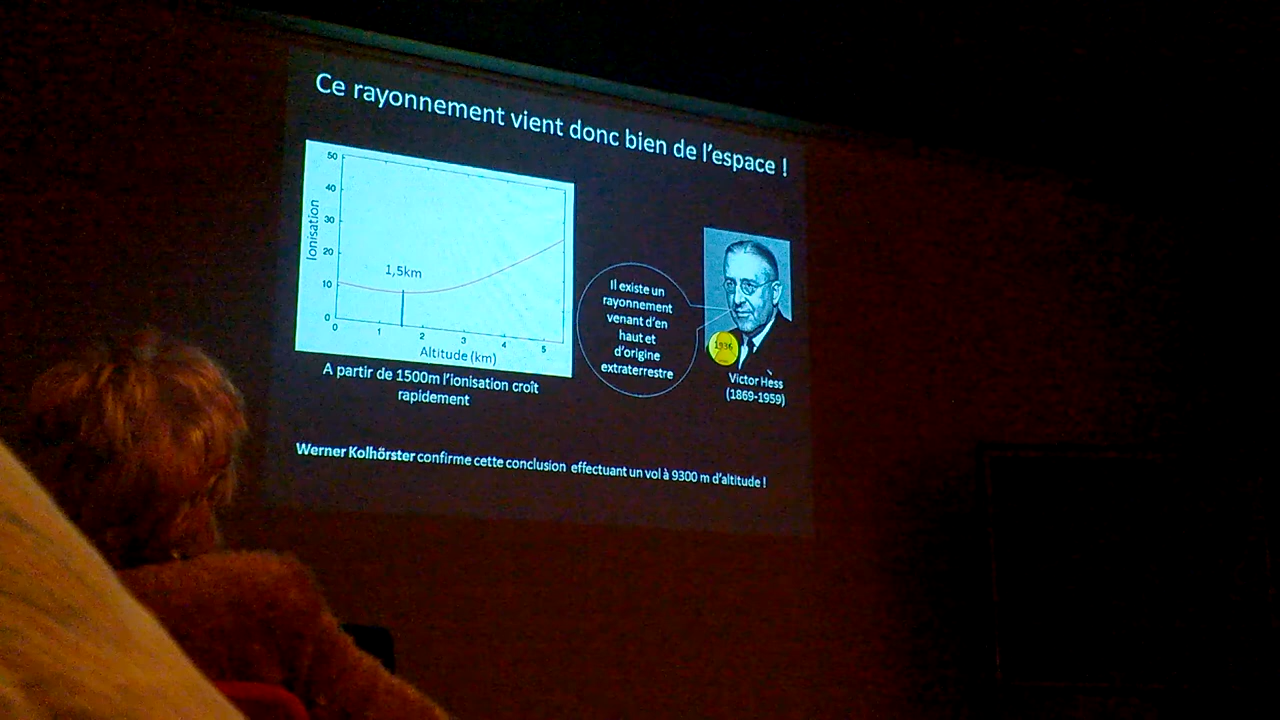 Ce rayonnement vient donc bien de l'espace !
50
40
30
20
10
0
Ionisation
1,5km
0 1 2 3 4 5
Altitude (km)
A partir de 1500m l'ionisation croît
rapidement
Il existe un
rayonnement
venant d'en
haut et
d'origine
extraterrestre
1936
Victor Hess
(1869-1959)
Werner Kolhörster confirme cette conclusion effectuant un vol à 9300 m d'altitude !